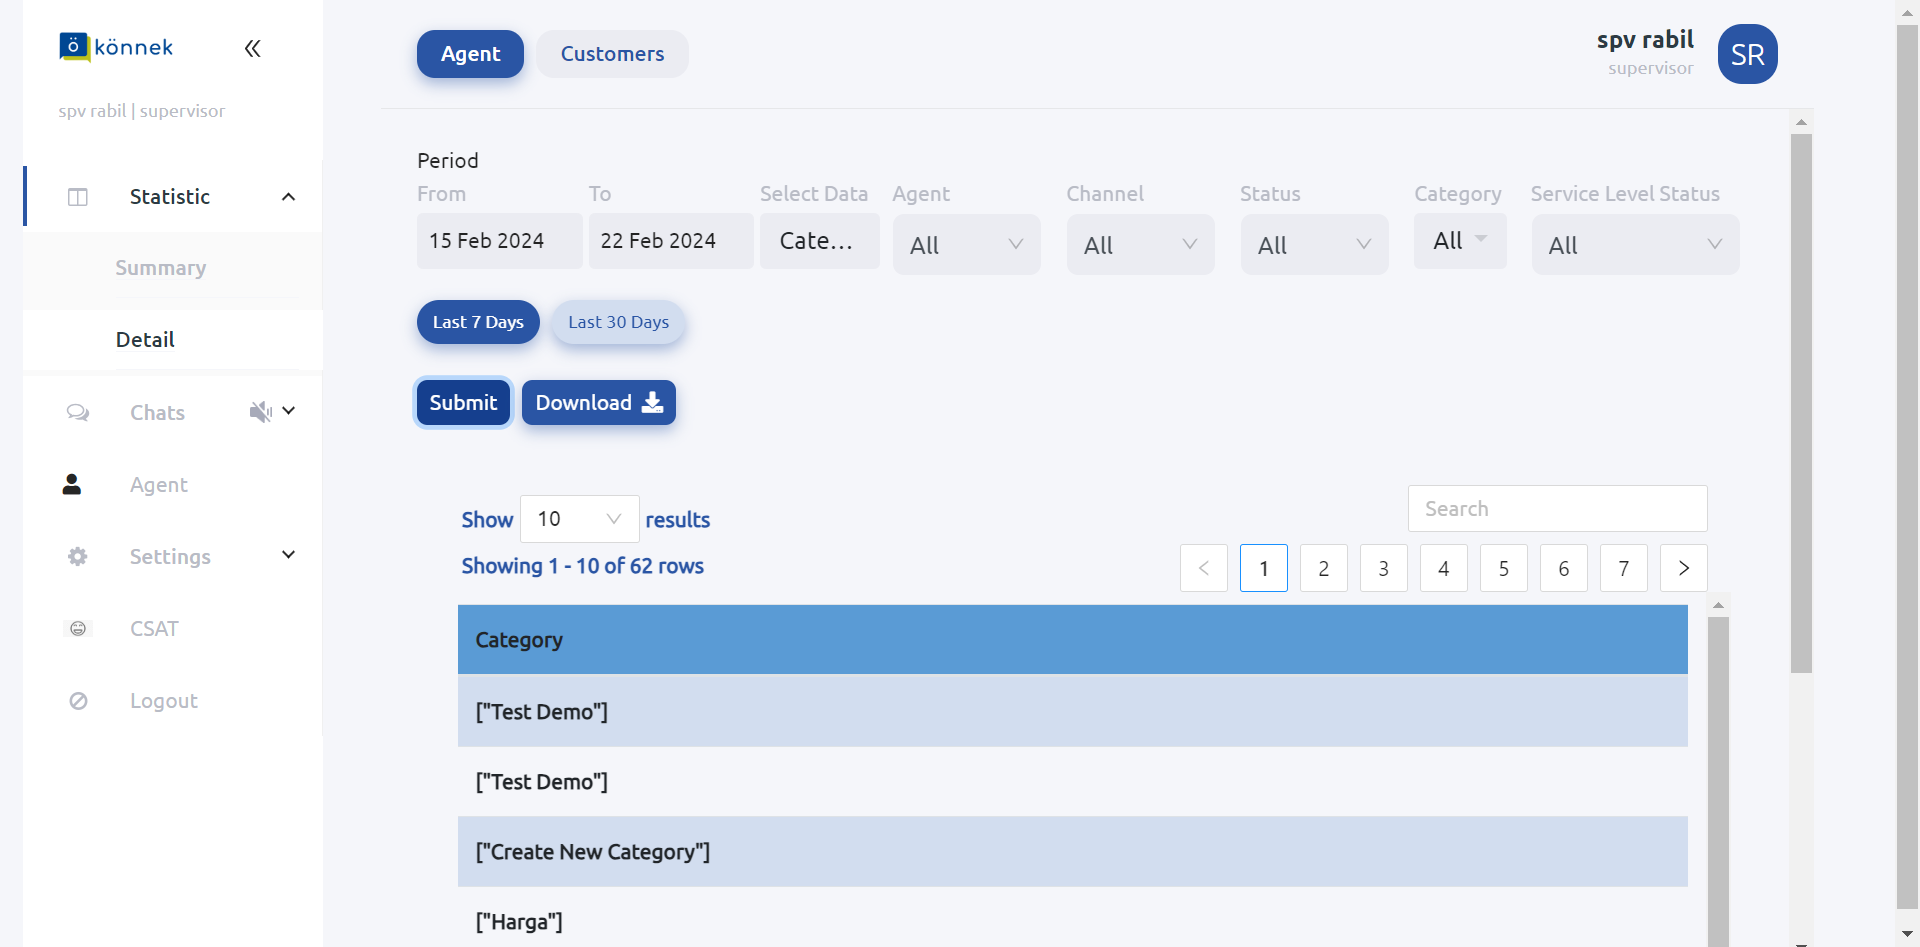 ö könnek
spv rabil | supervisor
Statistic
Summary
Detail
Chats
Agent
Settings
CSAT
Logout
Agent Customers
spv rabil
supervisor
SR
Period
From To Select Data Agent Channel Status Category Service Level Status
15 Feb 2024 22 Feb 2024 Cate... All All All All All
Last 7 Days Last 30 Days
Submit Download
Search
Show 10 results
Showing 1 - 10 of 62 rows
< 1 2 3 4 5 6 7 >
Category
["Test Demo"]
["Test Demo"]
["Create New Category"]
["Harga"]